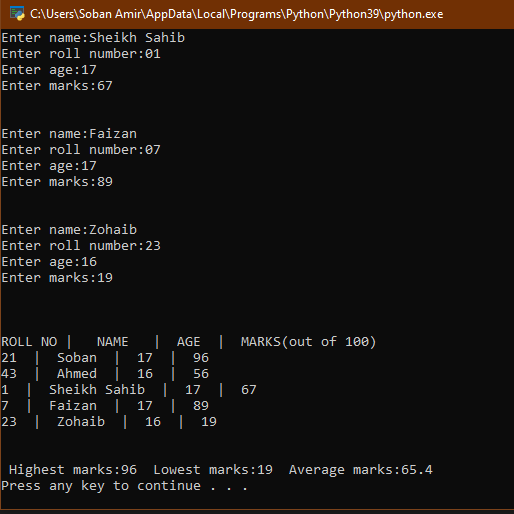 C:\Users\Soban Amir\AppData\Local\Programs\Python\Python39\python.exe
Enter name:Sheikh Sahib
Enter roll number:01
Enter age:17
Enter marks:67
Enter name:Faizan
Enter roll number:07
Enter age:17
Enter marks:89
Enter name:Zohaib
Enter roll number:23
Enter age:16
Enter marks:19
ROLL NO |   NAME   |  AGE  |  MARKS(out of 100)
21  |  Soban  |  17  |  96
43  |  Ahmed  |  16  |  56
1  |  Sheikh Sahib  |  17  |  67
7  |  Faizan  |  17  |  89
23  |  Zohaib  |  16  |  19
Highest marks:96  Lowest marks:19  Average marks:65.4
Press any key to continue . . .